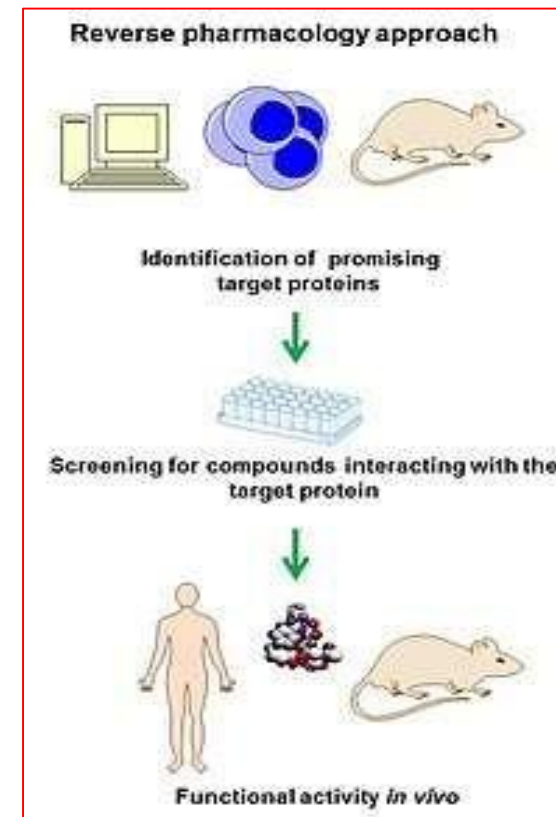 Reverse pharmacology approach
Identification of promising
target proteins
Screening for compounds interacting with the
target protein
Functional activity in vivo